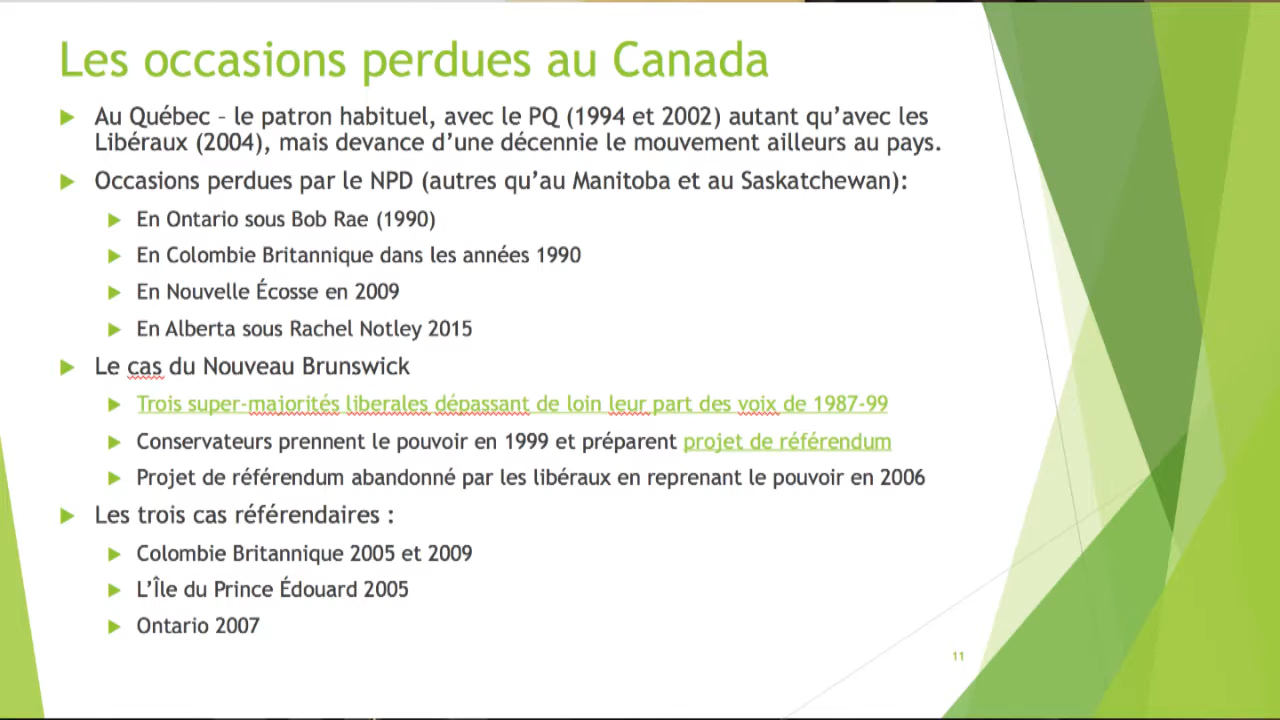 Les occasions perdues au Canada
Au Québec – le patron habituel, avec le PQ (1994 et 2002) autant qu'avec les
Libéraux (2004), mais devance d'une décennie le mouvement ailleurs au pays.
Occasions perdues par le NPD (autres qu'au Manitoba et au Saskatchewan):
En Ontario sous Bob Rae (1990)
En Colombie Britannique dans les années 1990
En Nouvelle Écosse en 2009
En Alberta sous Rachel Notley 2015
Le cas du Nouveau Brunswick
Trois super-majorités liberales dépassant de loin leur part des voix de 1987-99
Conservateurs prennent le pouvoir en 1999 et préparent projet de référendum
Projet de référendum abandonné par les libéraux en reprenant le pouvoir en 2006
Les trois cas référendaires :
Colombie Britannique 2005 et 2009
L'Île du Prince Édouard 2005
Ontario 2007
11